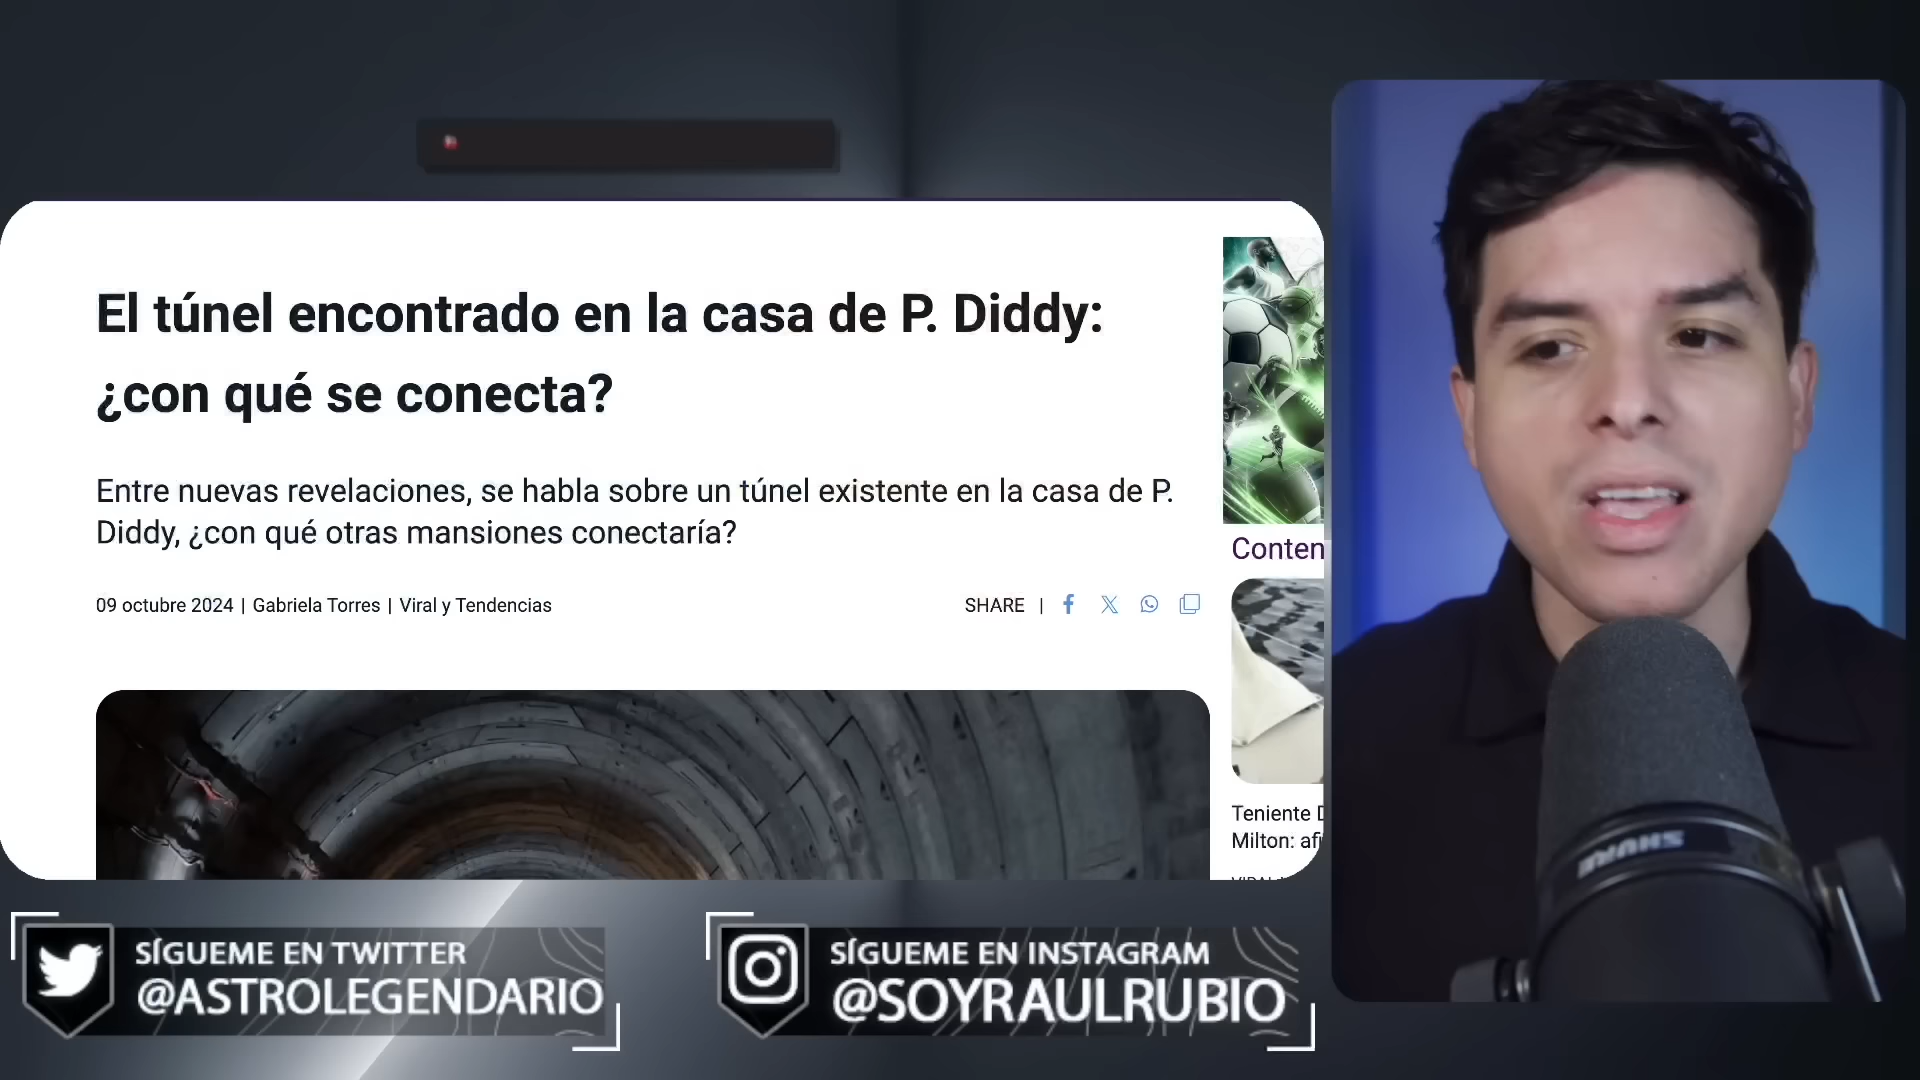 El túnel encontrado en la casa de P. Diddy:
¿con qué se conecta?
Entre nuevas revelaciones, se habla sobre un túnel existente en la casa de P.
Diddy, ¿con qué otras mansiones conectaría?
09 octubre 2024 | Gabriela Torres | Viral y Tendencias
SHARE |
Conten
Teniente D
Milton: afi
SHURE
SÍGUEME EN TWITTER
@ASTROLEGENDARIO
SÍGUEME EN INSTAGRAM
@SOYRAULRUBIO